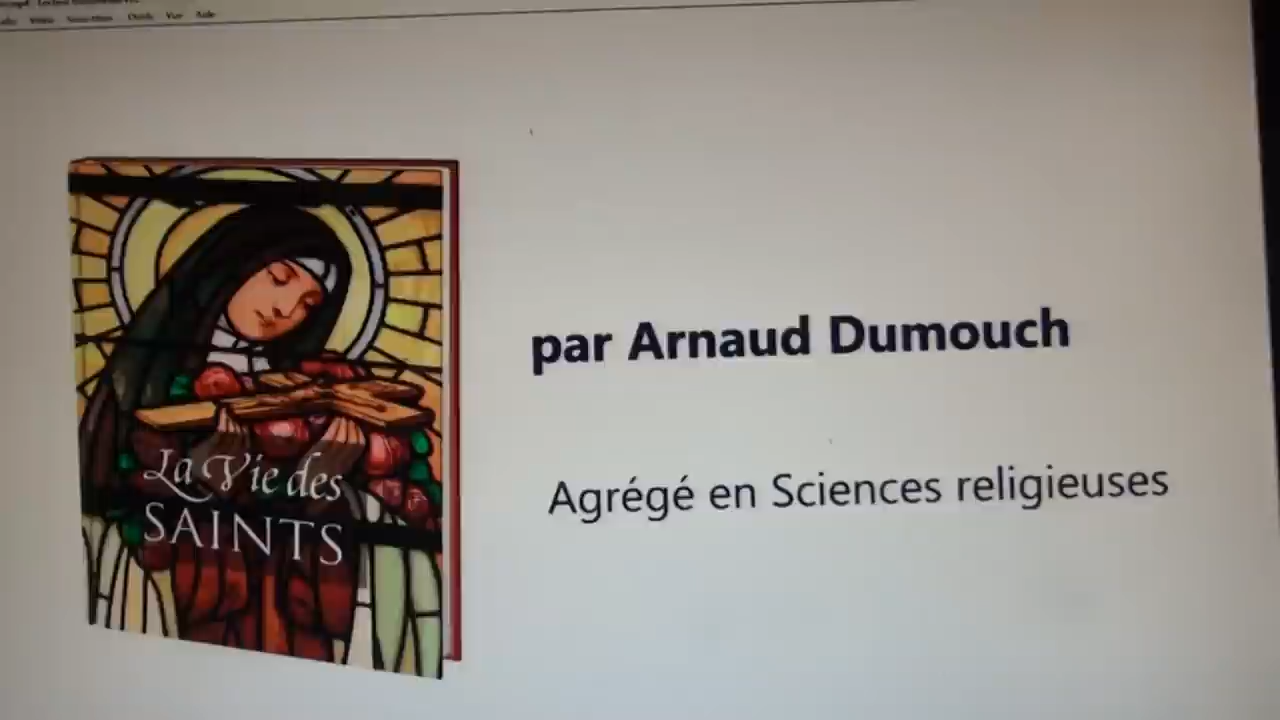 La Vie des
SAINTS
par Arnaud Dumouch
Agrégé en Sciences religieuses